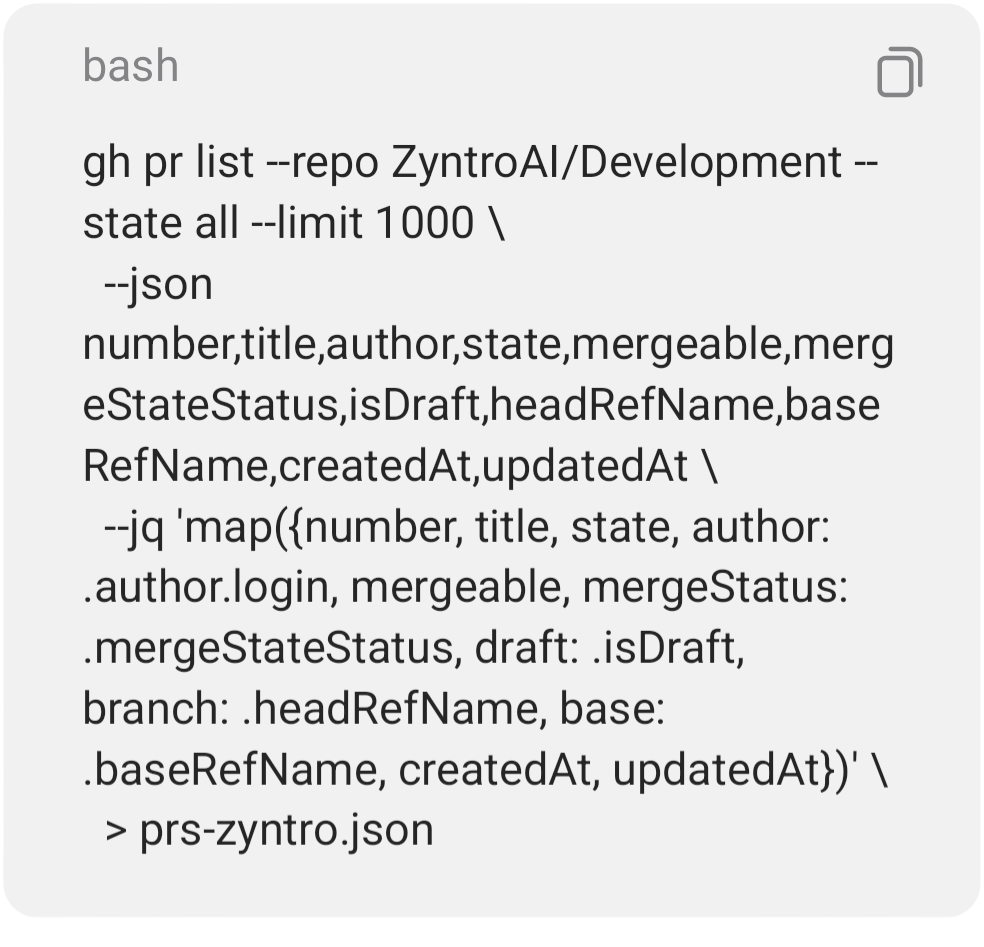 bash
gh pr list --repo ZyntroAI/Development --
state all --limit 1000 \
--json
number,title,author,state,mergeable,merg
eStateStatus,isDraft,headRefName,base
RefName,createdAt,updatedAt \
--jq 'map({number, title, state, author:
.author.login, mergeable, mergeStatus:
.mergeStateStatus, draft: .isDraft,
branch: .headRefName, base:
.baseRefName, createdAt, updatedAt})' \
> prs-zyntro.json